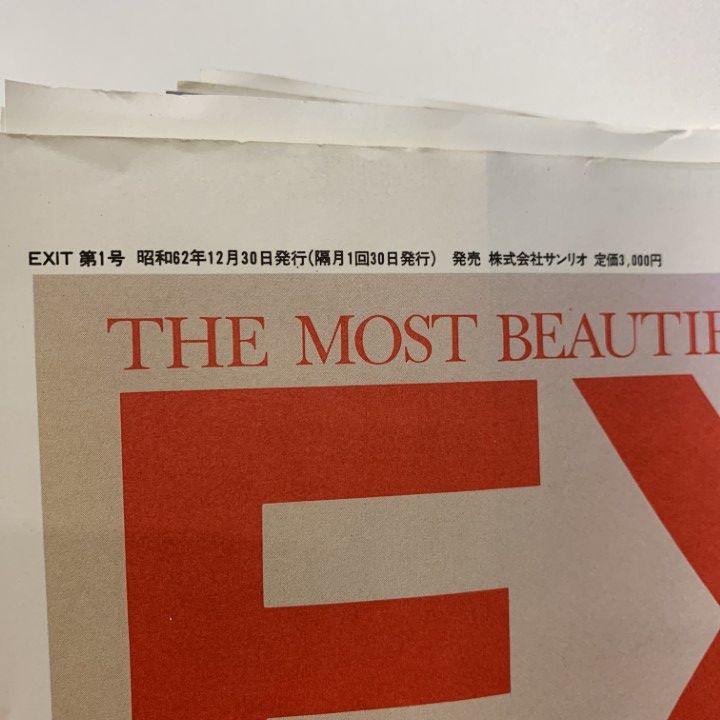 EXIT 第1号 昭和62年12月30日発行(隔月1回30日発行) 発売 株式会社サンリオ 定価3,000円
THE MOST BEAUTIF
EX